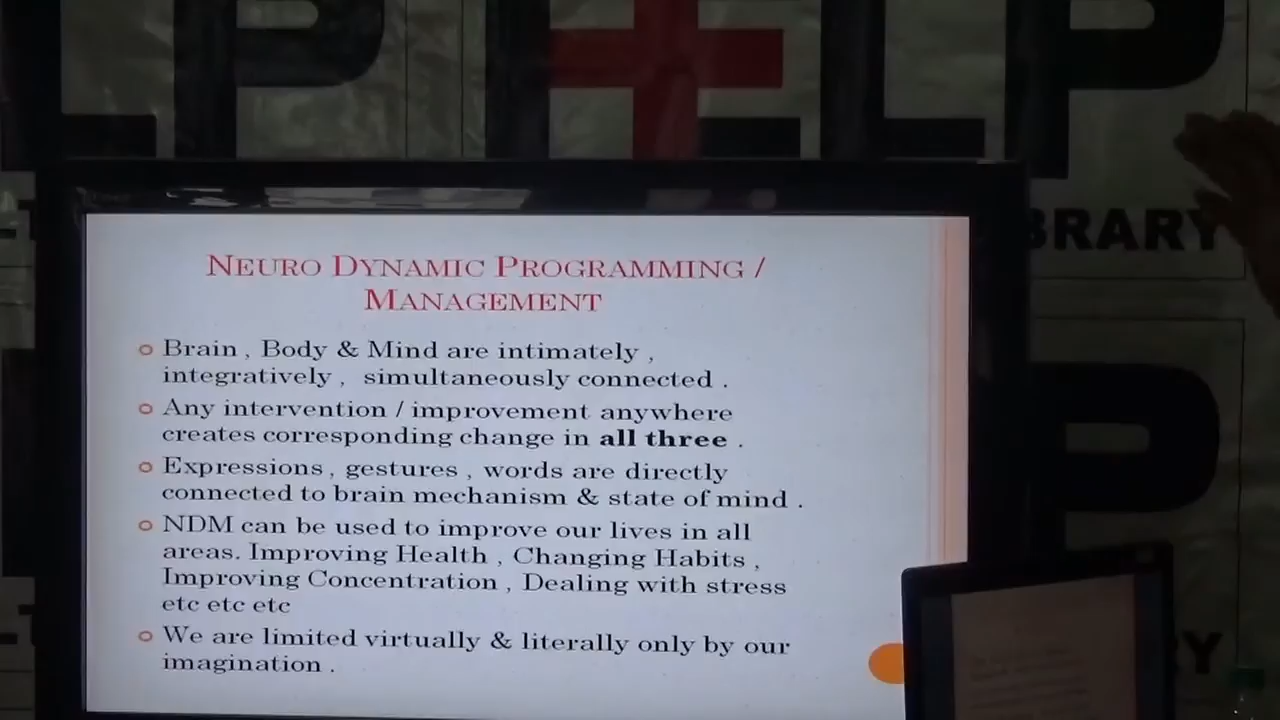 HELP
BRARY
NEURO DYNAMIC PROGRAMMING /
MANAGEMENT
Brain , Body & Mind are intimately ,
integratively , simultaneously connected .
Any intervention / improvement anywhere
creates corresponding change in all three .
Expressions , gestures , words are directly
connected to brain mechanism & state of mind .
NDM can be used to improve our lives in all
areas. Improving Health , Changing Habits ,
Improving Concentration , Dealing with stress
etc etc etc
We are limited virtually & literally only by our
imagination .